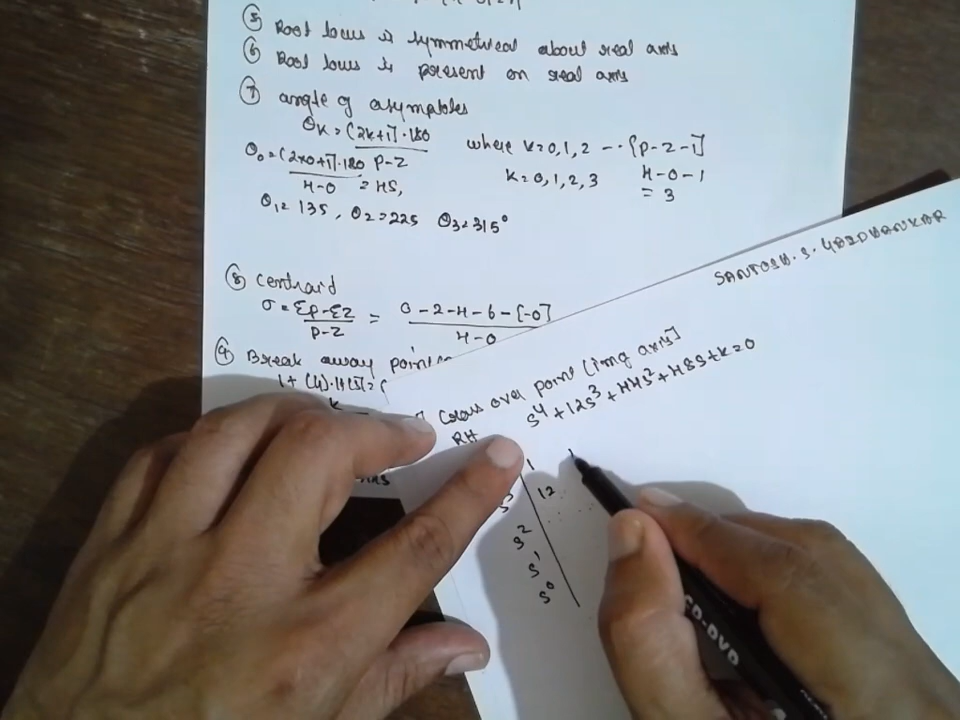 ⑤ Root locus is symmetrical about real axis
⑥ Root locus is present on real axis
⑦ angle of asymptotes
θK = (2K+1)·180 where K=0,1,2 --- [P-Z-1]
P-Z
θ0 = (2x0+1)·180 K=0,1,2,3 4-0-1
4-0 = 45, = 3
θ1 = 135, θ2 = 225 θ3 = 315°
⑧ centroid
σ = ΣP-ΣZ = 0-2-4-6-[-0]
P-Z 4-0
⑨ Break away point
1+
K
SANTOSH.S.
Cross over point [img axis]
RH s⁴+12s³+44s²+48s+K=0
1
12
s²
s¹
s⁰
CD-DVD